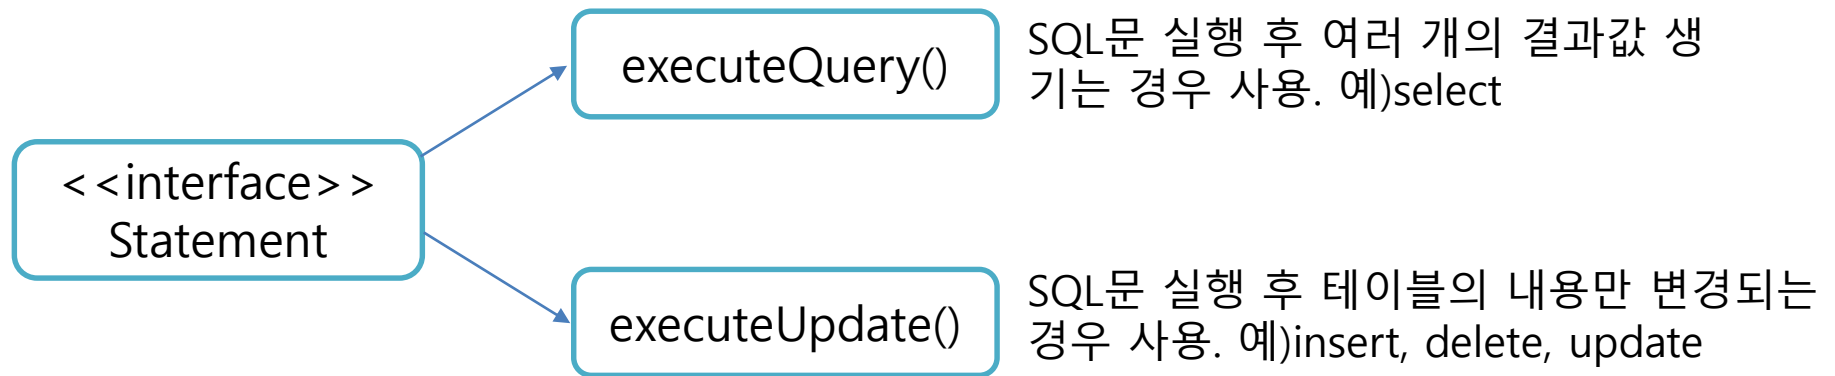 executeQuery()
SQL문 실행 후 여러 개의 결과값 생
기는 경우 사용. 예)select
<<interface>>
Statement
executeUpdate()
SQL문 실행 후 테이블의 내용만 변경되는
경우 사용. 예)insert, delete, update